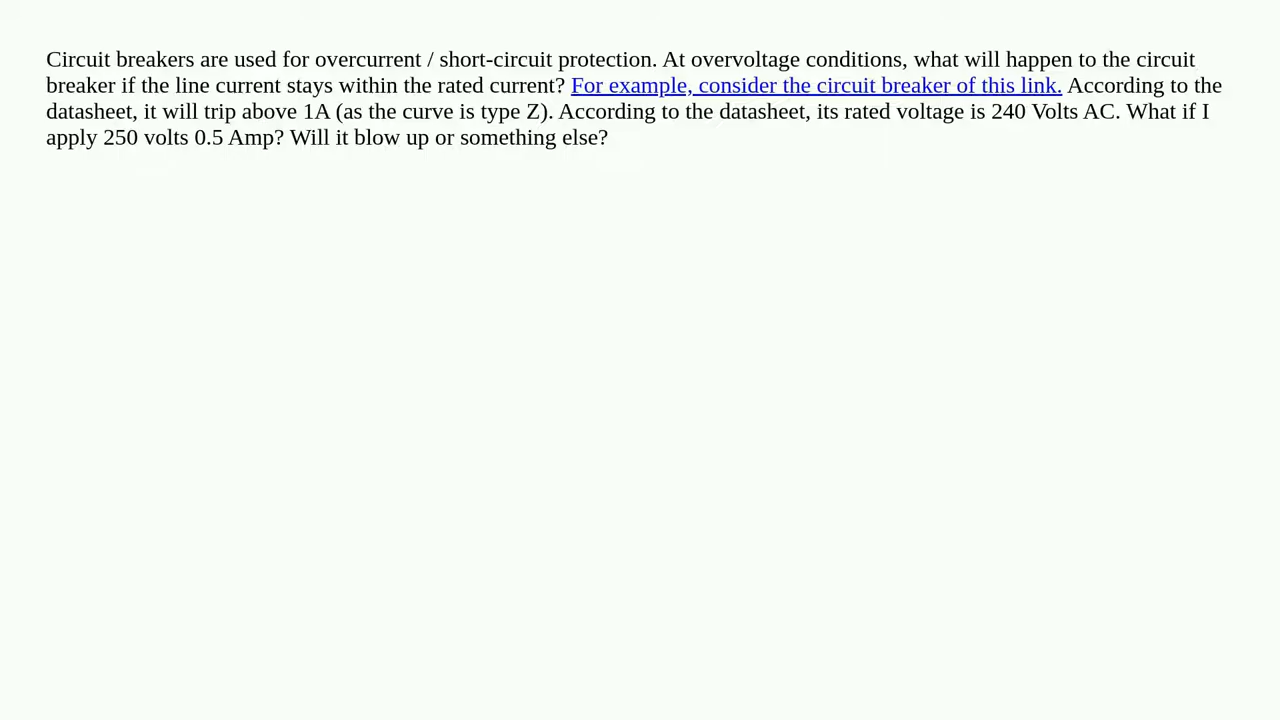 Circuit breakers are used for overcurrent / short-circuit protection. At overvoltage conditions, what will happen to the circuit
breaker if the line current stays within the rated current? For example, consider the circuit breaker of this link. According to the
datasheet, it will trip above 1A (as the curve is type Z). According to the datasheet, its rated voltage is 240 Volts AC. What if I
apply 250 volts 0.5 Amp? Will it blow up or something else?